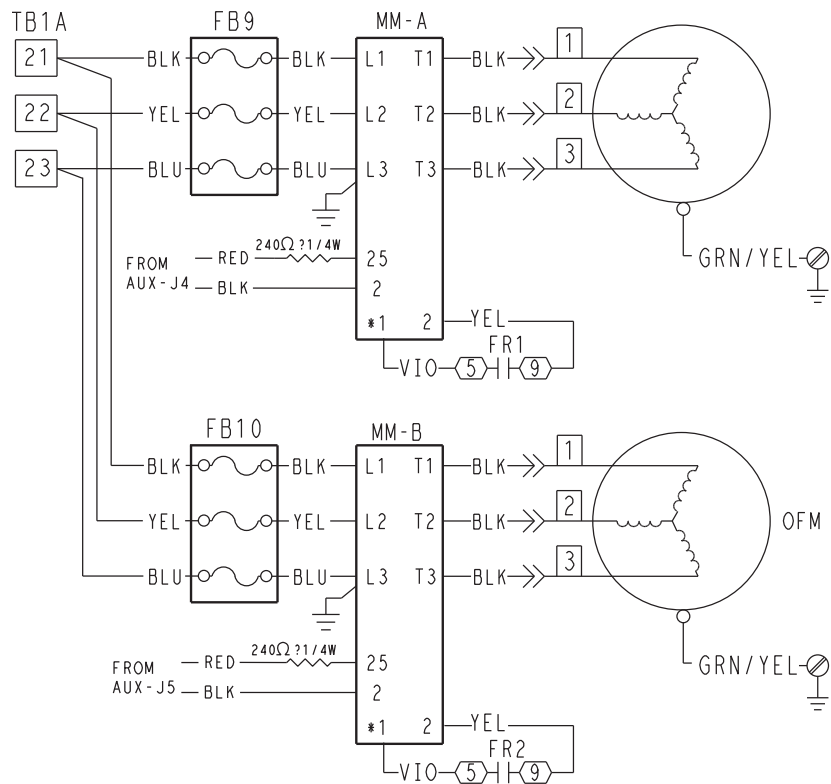 TB1A FB9 MM-A
21 BLK BLK L1 T1 BLK 1
22 YEL YEL L2 T2 BLK 2
23 BLU BLU L3 T3 BLK 3
FROM AUX-J4
RED 240Ω ?1/4W 25
BLK 2
GRN/YEL
*1 2 YEL
FR1
VIO 5 9
FB10 MM-B
BLK BLK L1 T1 BLK 1
YEL YEL L2 T2 BLK 2
OFM
BLU BLU L3 T3 BLK 3
FROM AUX-J5
RED 240Ω ?1/4W 25
BLK 2
GRN/YEL
*1 2 YEL
FR2
VIO 5 9